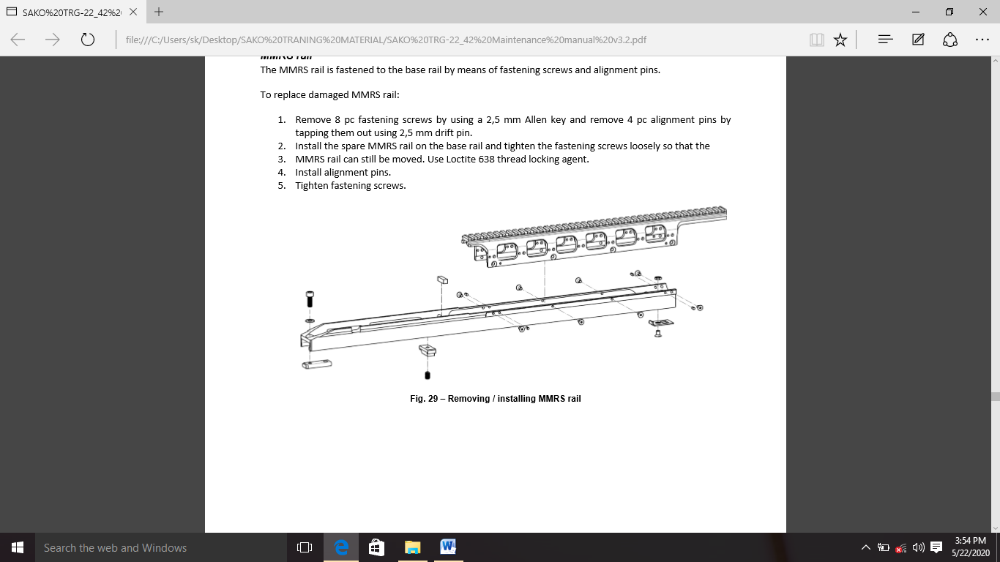 SAKO%20TRG-22_42%2
file:///C:/Users/sk/Desktop/SAKO%20TRANING%20MATERIAL/SAKO%20TRG-22_42%20Maintenance%20manual%20v3.2.pdf
MMRS rail
The MMRS rail is fastened to the base rail by means of fastening screws and alignment pins.
To replace damaged MMRS rail:
1. Remove 8 pc fastening screws by using a 2,5 mm Allen key and remove 4 pc alignment pins by
tapping them out using 2,5 mm drift pin.
2. Install the spare MMRS rail on the base rail and tighten the fastening screws loosely so that the
3. MMRS rail can still be moved. Use Loctite 638 thread locking agent.
4. Install alignment pins.
5. Tighten fastening screws.
Fig. 29 – Removing / installing MMRS rail
Search the web and Windows
3:54 PM
5/22/2020